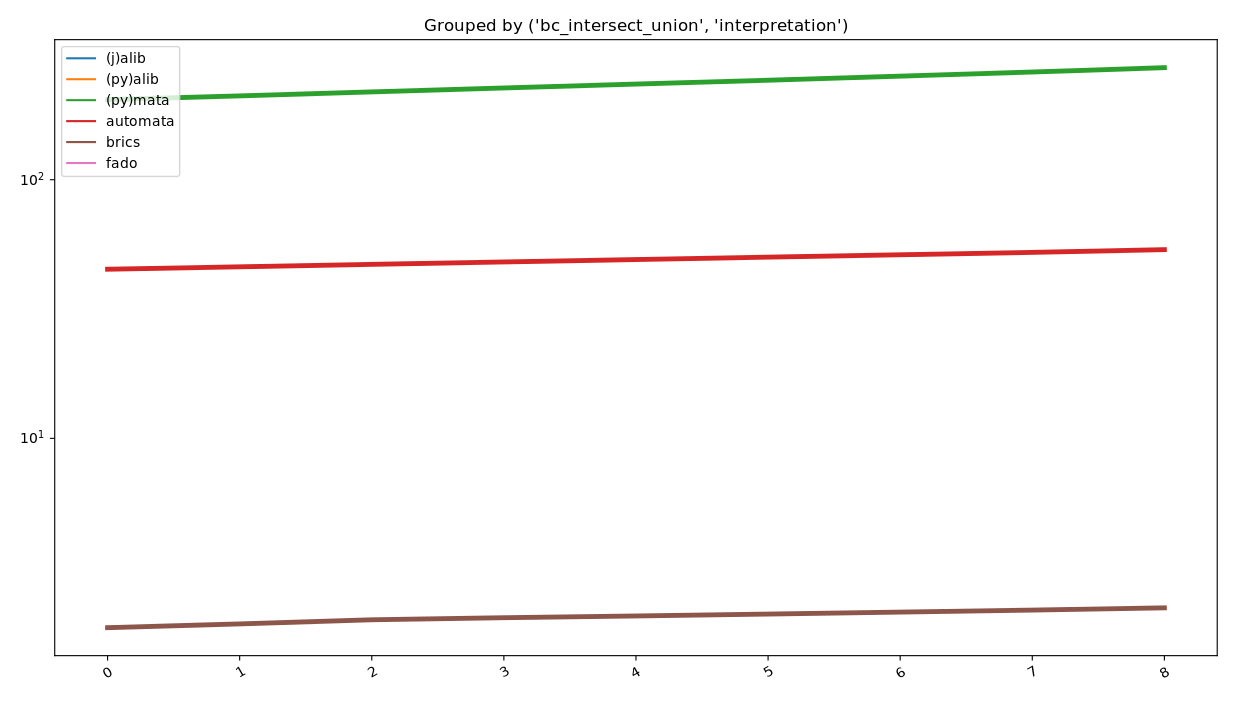 Grouped by ('bc_intersect_union', 'interpretation')
(j)alib
(py)alib
(py)mata
automata
brics
fado
10²
10¹
0 1 2 3 4 5 6 7 8